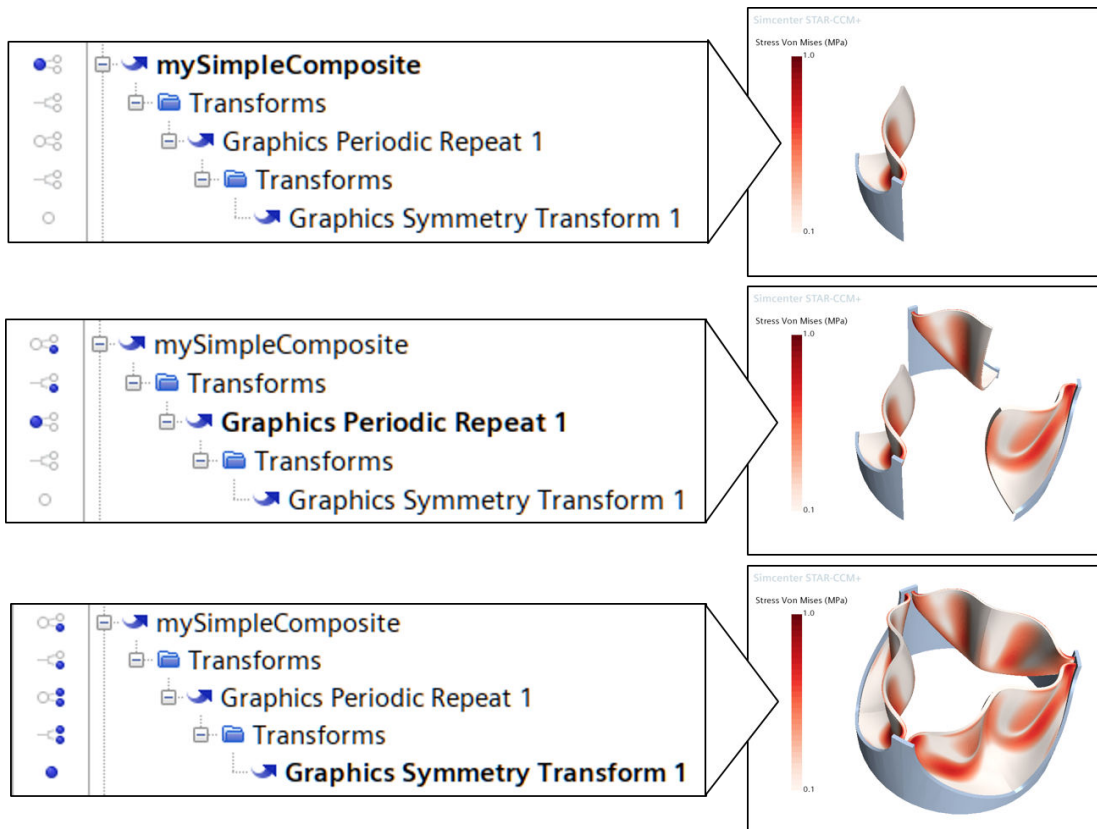 mySimpleComposite
Transforms
Graphics Periodic Repeat 1
Transforms
Graphics Symmetry Transform 1
Simcenter STAR-CCM+
Stress Von Mises (MPa)
1.0
0.1
mySimpleComposite
Transforms
Graphics Periodic Repeat 1
Transforms
Graphics Symmetry Transform 1
Simcenter STAR-CCM+
Stress Von Mises (MPa)
1.0
0.1
mySimpleComposite
Transforms
Graphics Periodic Repeat 1
Transforms
Graphics Symmetry Transform 1
Simcenter STAR-CCM+
Stress Von Mises (MPa)
1.0
0.1